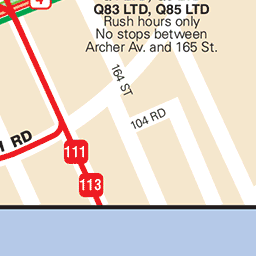 4
Q83 LTD, Q85 LTD
Rush hours only
No stops between
Archer Av. and 165 St.
164 ST
104 RD
RD
111
113